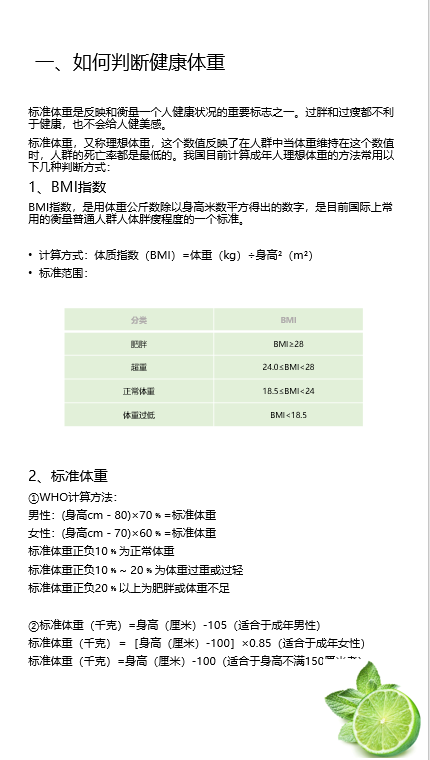 一、如何判断健康体重
标准体重是反映和衡量一个人健康状况的重要标志之一。过胖和过瘦都不利
于健康，也不会给人健美感。
标准体重，又称理想体重，这个数值反映了在人群中当体重维持在这个数值
时，人群的死亡率都是最低的。我国目前计算成年人理想体重的方法常用以
下几种判断方式：
1、BMI指数
BMI指数，是用体重公斤数除以身高米数平方得出的数字，是目前国际上常
用的衡量普通人群人体胖瘦程度的一个标准。
• 计算方式：体质指数（BMI）=体重（kg）÷身高²（m²）
• 标准范围：
分类 BMI
肥胖 BMI≥28
超重 24.0≤BMI<28
正常体重 18.5≤BMI<24
体重过低 BMI<18.5
2、标准体重
①WHO计算方法：
男性：(身高cm－80)×70﹪=标准体重
女性：(身高cm－70)×60﹪=标准体重
标准体重正负10﹪为正常体重
标准体重正负10﹪~ 20﹪为体重过重或过轻
标准体重正负20﹪以上为肥胖或体重不足
②标准体重（千克）=身高（厘米）-105（适合于成年男性）
标准体重（千克）＝［身高（厘米）-100］×0.85（适合于成年女性）
标准体重（千克）=身高（厘米）-100（适合于身高不满150